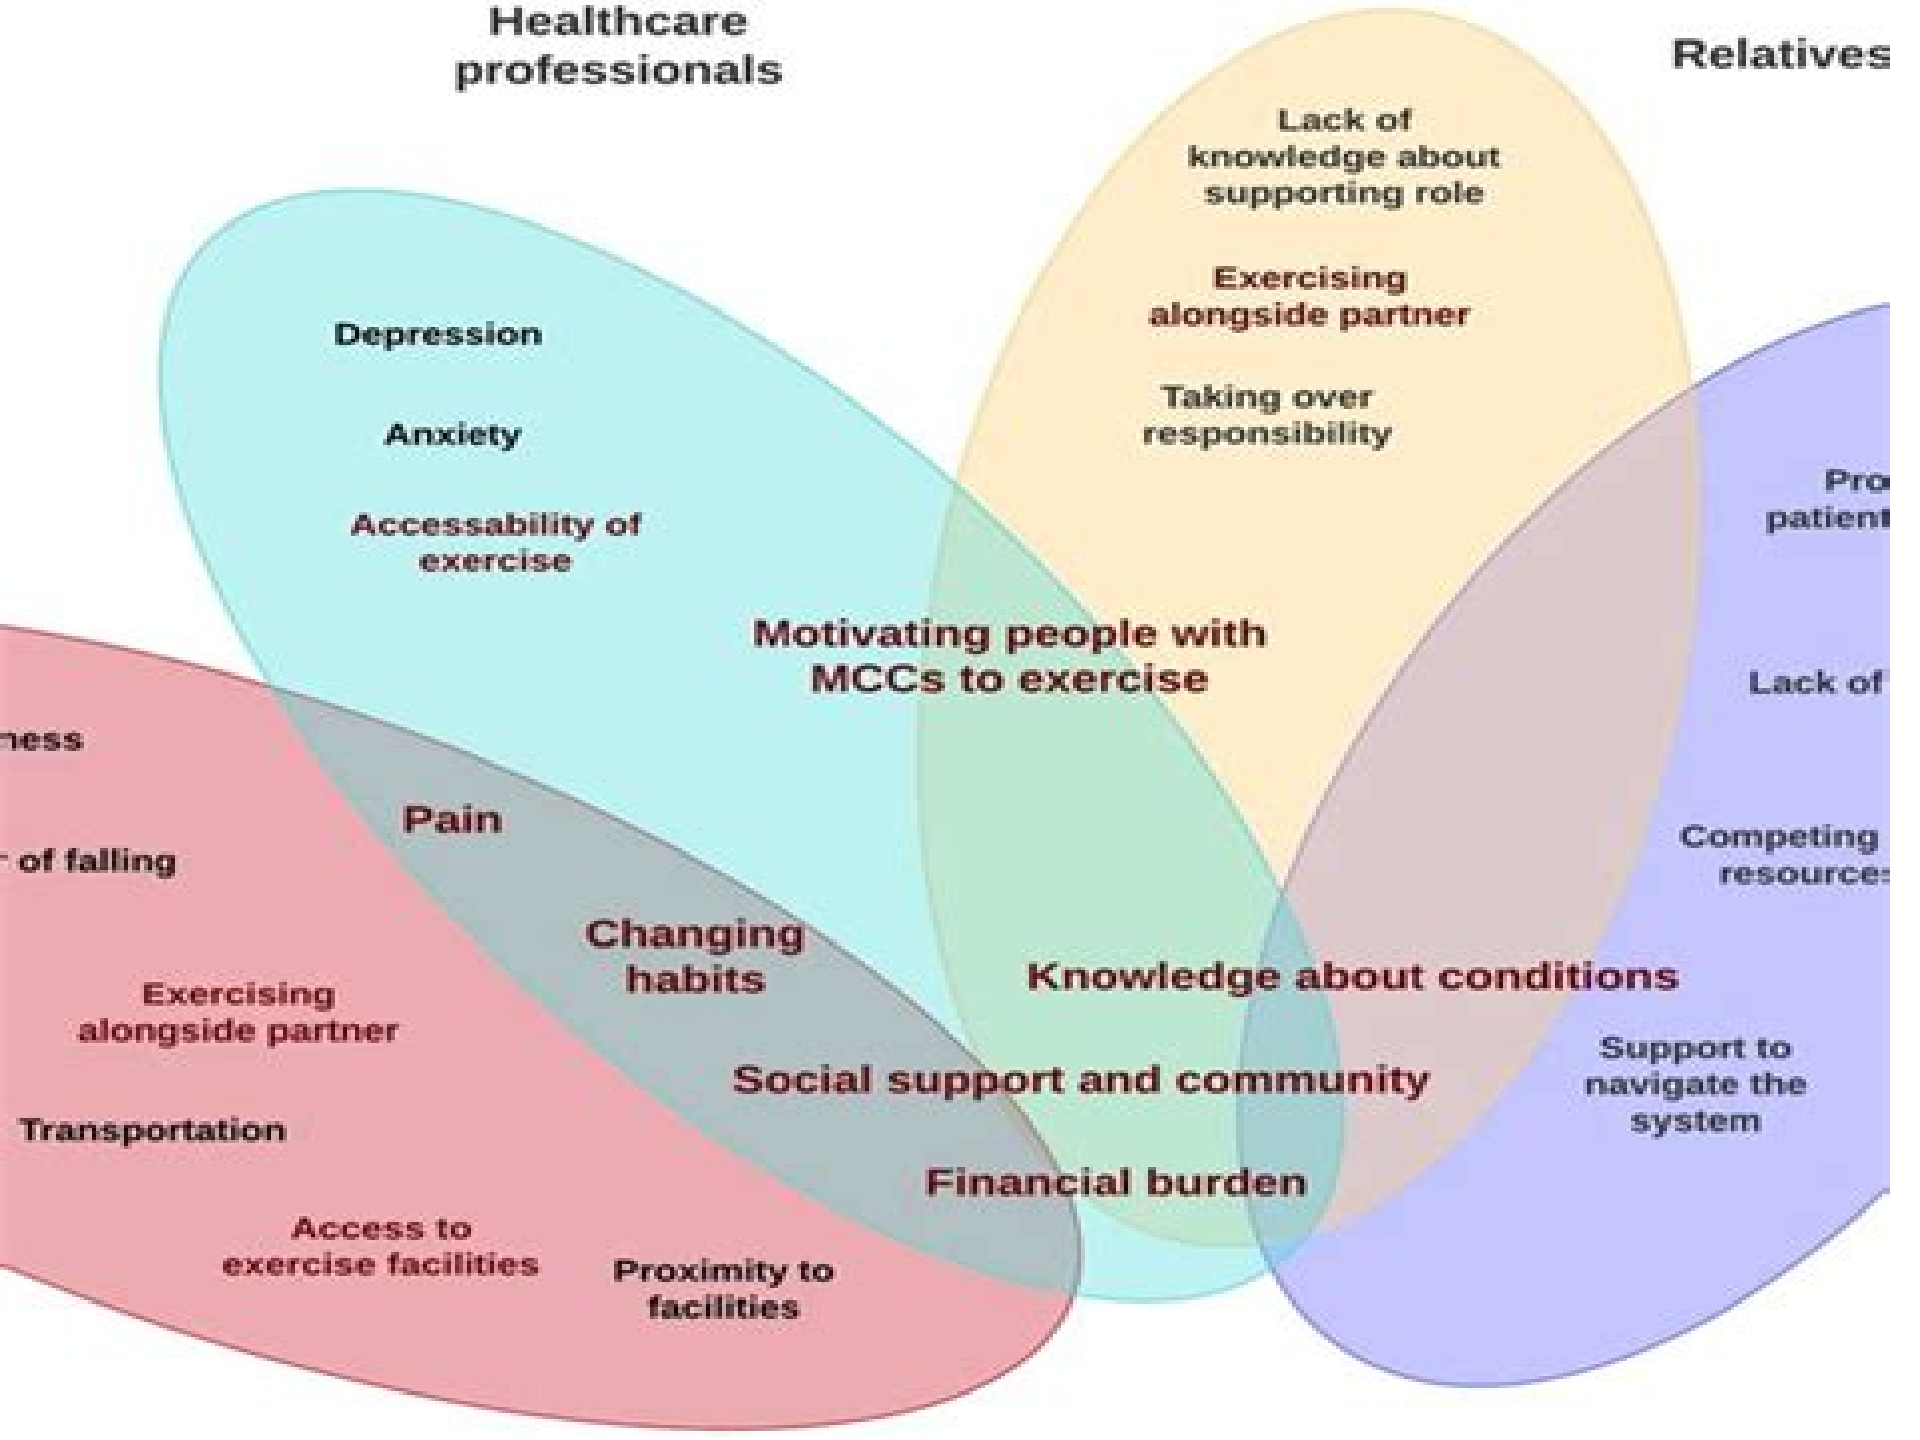 Healthcare
professionals
Relatives
Lack of
knowledge about
supporting role
Exercising
alongside partner
Taking over
responsibility
Depression
Anxiety
Accessability of
exercise
Motivating people with
MCCs to exercise
patient
Lack of
Competing
resources
Pain
of falling
Changing
habits
Knowledge about conditions
Exercising
alongside partner
Social support and community
Support to
navigate the
system
Transportation
Financial burden
Access to
exercise facilities
Proximity to
facilities